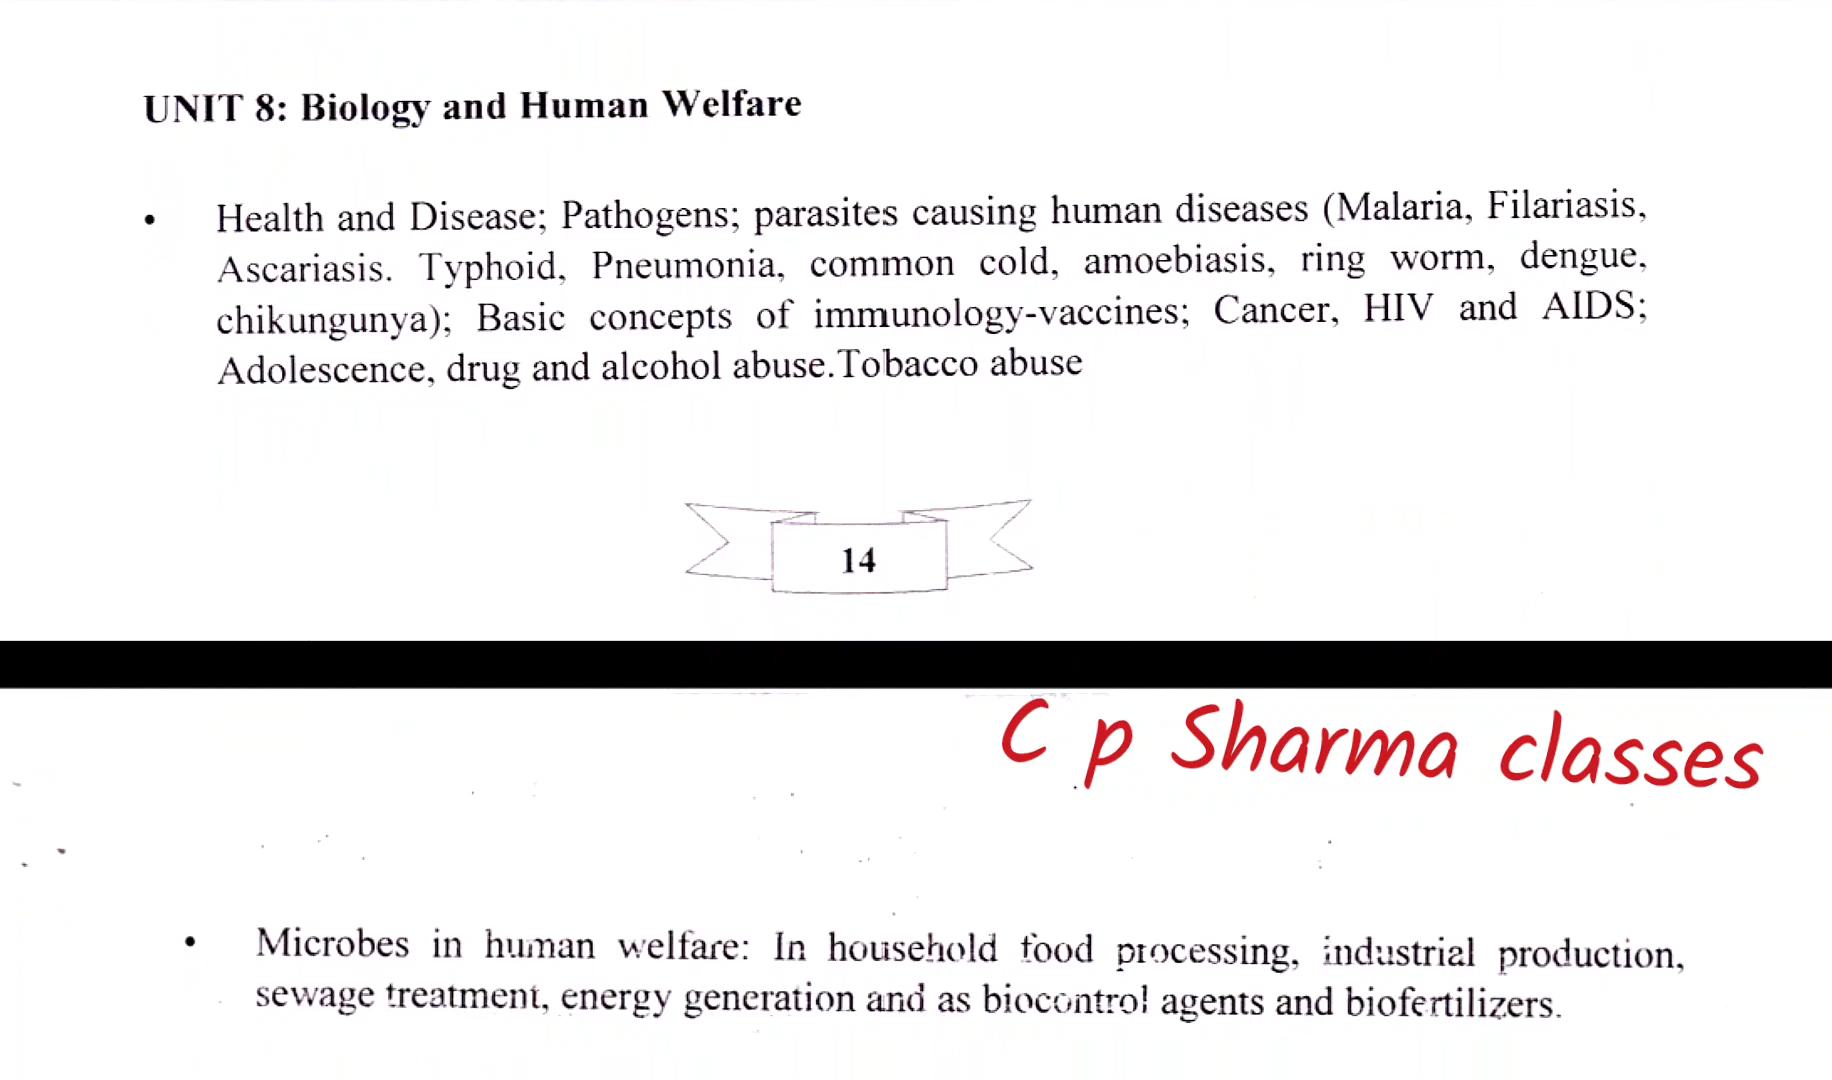 UNIT 8: Biology and Human Welfare
• Health and Disease; Pathogens; parasites causing human diseases (Malaria, Filariasis,
Ascariasis. Typhoid, Pneumonia, common cold, amoebiasis, ring worm, dengue,
chikungunya); Basic concepts of immunology-vaccines; Cancer, HIV and AIDS;
Adolescence, drug and alcohol abuse.Tobacco abuse
14
C p Sharma classes
• Microbes in human welfare: In household food processing, industrial production,
sewage treatment, energy generation and as biocontrol agents and biofertilizers.